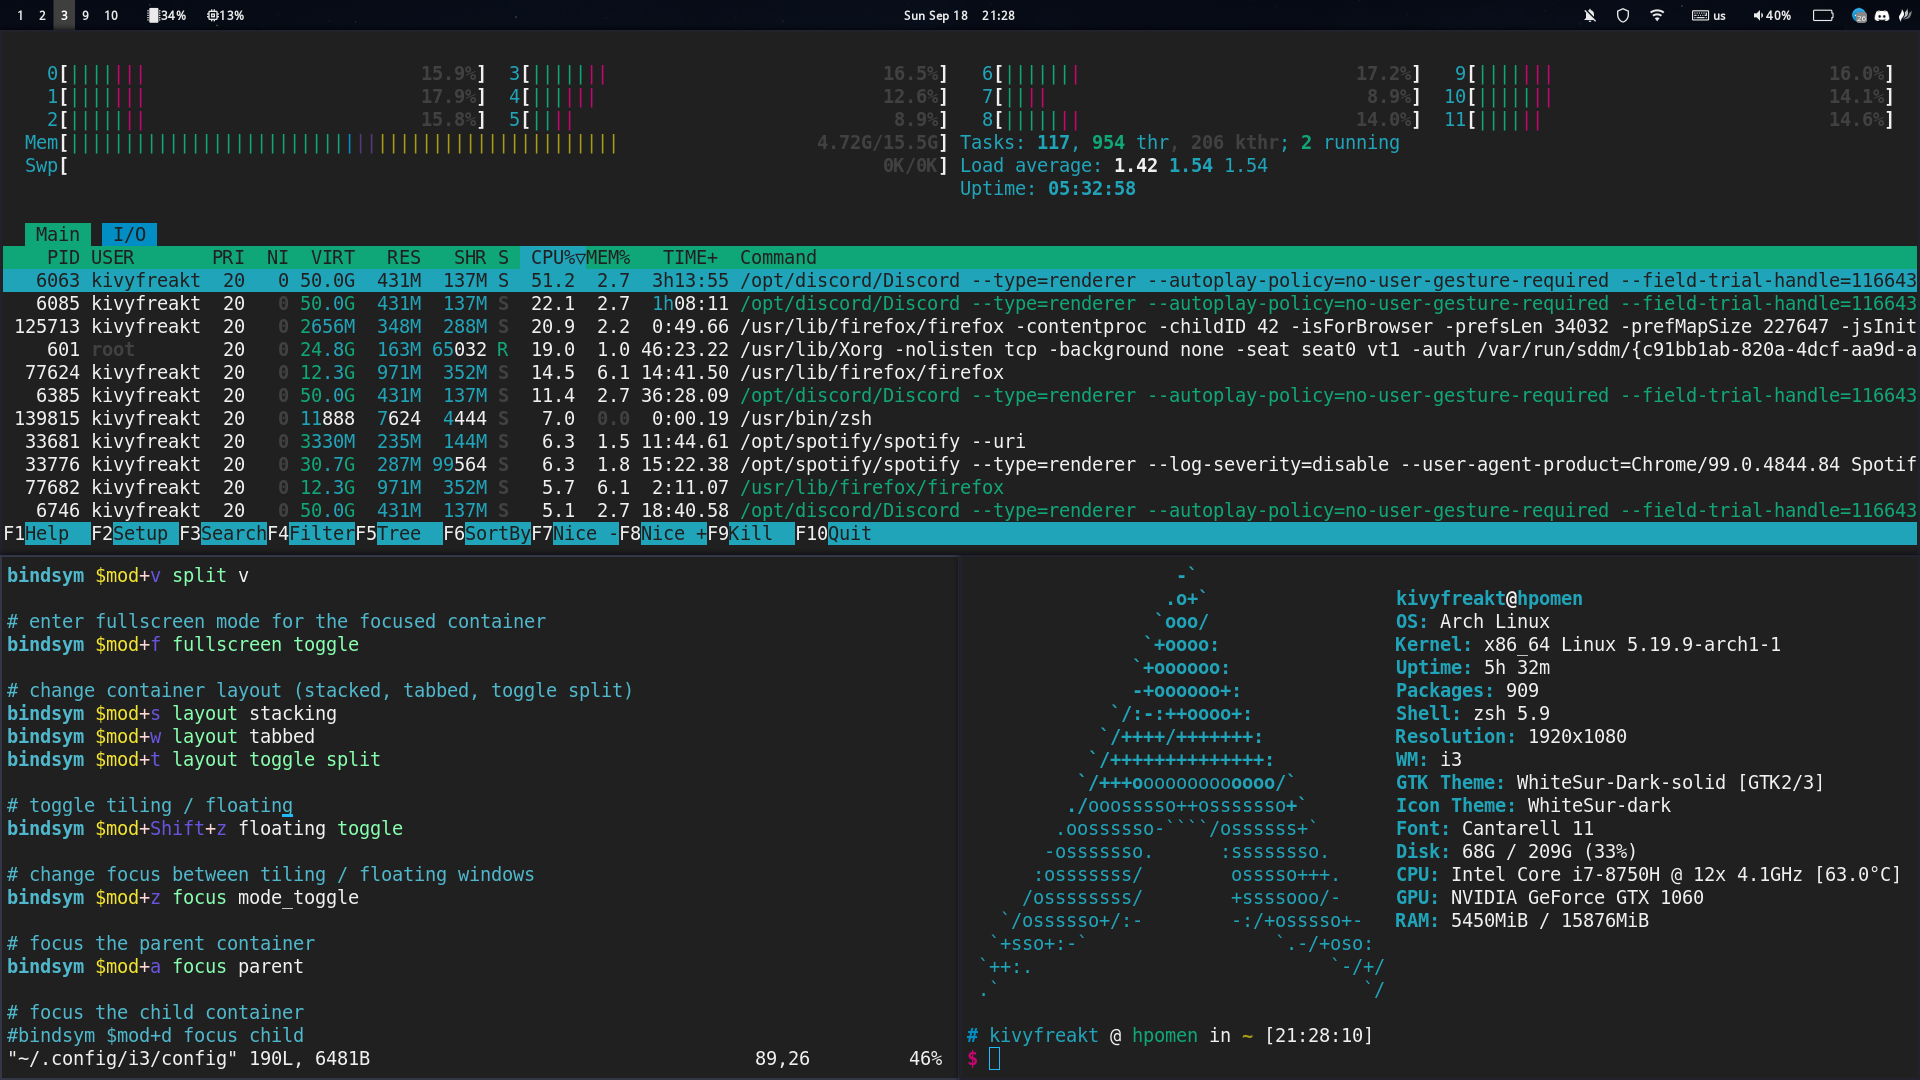 1 2 3 9 10 34% 13% Sun Sep 18 21:28 us 40% 26
0[||||||| 15.9%] 3[||||||| 16.5%] 6[||||||| 17.2%] 9[||||||| 16.0%]
1[||||||| 17.9%] 4[|||||| 12.6%] 7[|||| 8.9%] 10[||||||| 14.1%]
2[||||||| 15.8%] 5[|||| 8.9%] 8[||||||| 14.0%] 11[|||||| 14.6%]
Mem[|||||||||||||||||||||||||||||||||||||||||||||||||| 4.72G/15.5G] Tasks: 117, 954 thr, 206 kthr; 2 running
Swp[ 0K/0K] Load average: 1.42 1.54 1.54
Uptime: 05:32:58
Main I/O
PID USER PRI NI VIRT RES SHR S CPU%▽MEM% TIME+ Command
6063 kivyfreakt 20 0 50.0G 431M 137M S 51.2 2.7 3h13:55 /opt/discord/Discord --type=renderer --autoplay-policy=no-user-gesture-required --field-trial-handle=116643
6085 kivyfreakt 20 0 50.0G 431M 137M S 22.1 2.7 1h08:11 /opt/discord/Discord --type=renderer --autoplay-policy=no-user-gesture-required --field-trial-handle=116643
125713 kivyfreakt 20 0 2656M 348M 288M S 20.9 2.2 0:49.66 /usr/lib/firefox/firefox -contentproc -childID 42 -isForBrowser -prefsLen 34032 -prefMapSize 227647 -jsInit
601 root 20 0 24.8G 163M 65032 R 19.0 1.0 46:23.22 /usr/lib/Xorg -nolisten tcp -background none -seat seat0 vt1 -auth /var/run/sddm/{c91bb1ab-820a-4dcf-aa9d-a
77624 kivyfreakt 20 0 12.3G 971M 352M S 14.5 6.1 14:41.50 /usr/lib/firefox/firefox
6385 kivyfreakt 20 0 50.0G 431M 137M S 11.4 2.7 36:28.09 /opt/discord/Discord --type=renderer --autoplay-policy=no-user-gesture-required --field-trial-handle=116643
139815 kivyfreakt 20 0 11888 7624 4444 S 7.0 0.0 0:00.19 /usr/bin/zsh
33681 kivyfreakt 20 0 3330M 235M 144M S 6.3 1.5 11:44.61 /opt/spotify/spotify --uri
33776 kivyfreakt 20 0 30.7G 287M 99564 S 6.3 1.8 15:22.38 /opt/spotify/spotify --type=renderer --log-severity=disable --user-agent-product=Chrome/99.0.4844.84 Spotif
77682 kivyfreakt 20 0 12.3G 971M 352M S 5.7 6.1 2:11.07 /usr/lib/firefox/firefox
6746 kivyfreakt 20 0 50.0G 431M 137M S 5.1 2.7 18:40.58 /opt/discord/Discord --type=renderer --autoplay-policy=no-user-gesture-required --field-trial-handle=116643
F1Help F2Setup F3SearchF4FilterF5Tree F6SortByF7Nice -F8Nice +F9Kill F10Quit
bindsym $mod+v split v
# enter fullscreen mode for the focused container
bindsym $mod+f fullscreen toggle
# change container layout (stacked, tabbed, toggle split)
bindsym $mod+s layout stacking
bindsym $mod+w layout tabbed
bindsym $mod+t layout toggle split
# toggle tiling / floating
bindsym $mod+Shift+z floating toggle
# change focus between tiling / floating windows
bindsym $mod+z focus mode_toggle
# focus the parent container
bindsym $mod+a focus parent
# focus the child container
#bindsym $mod+d focus child
"~/.config/i3/config" 190L, 6481B 89,26 46%
-`
.o+` kivyfreakt@hpomen
`ooo/ OS: Arch Linux
`+oooo: Kernel: x86_64 Linux 5.19.9-arch1-1
`+oooooo: Uptime: 5h 32m
-+oooooo+: Packages: 909
`/:-:++oooo+: Shell: zsh 5.9
`/++++/+++++++: Resolution: 1920x1080
`/++++++++++++++: WM: i3
`/+++ooooooooooooo/` GTK Theme: WhiteSur-Dark-solid [GTK2/3]
./ooosssso++osssssso+` Icon Theme: WhiteSur-dark
.oossssso-````/ossssss+` Font: Cantarell 11
-osssssso. :ssssssso. Disk: 68G / 209G (33%)
:osssssss/ osssso+++. CPU: Intel Core i7-8750H @ 12x 4.1GHz [63.0°C]
/ossssssss/ +ssssooo/- GPU: NVIDIA GeForce GTX 1060
`/ossssso+/:- -:/+osssso+- RAM: 5450MiB / 15876MiB
`+sso+:-` `.-/+oso:
`++:. `-/+/
.` `/
# kivyfreakt @ hpomen in ~ [21:28:10]
$